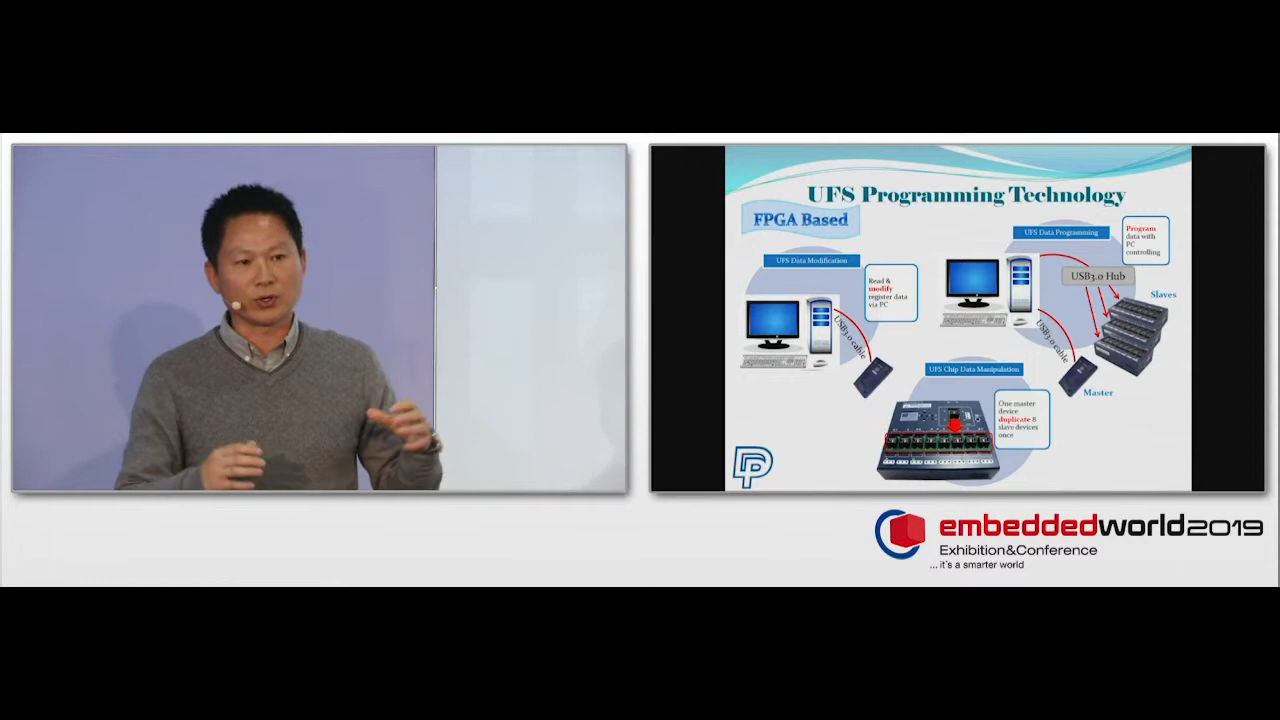 UFS Programming Technology
FPGA Based
UFS Data Modification
Read &
modify
register data
via PC
USB3.0 cable
UFS Data Programming
Program
data with
PC
controlling
USB3.0 Hub
Slaves
USB3.0 cable
Master
UFS Chip Data Manipulation
One master
device
duplicate 8
slave devices
once
DP
embeddedworld2019
Exhibition&Conference
... it's a smarter world